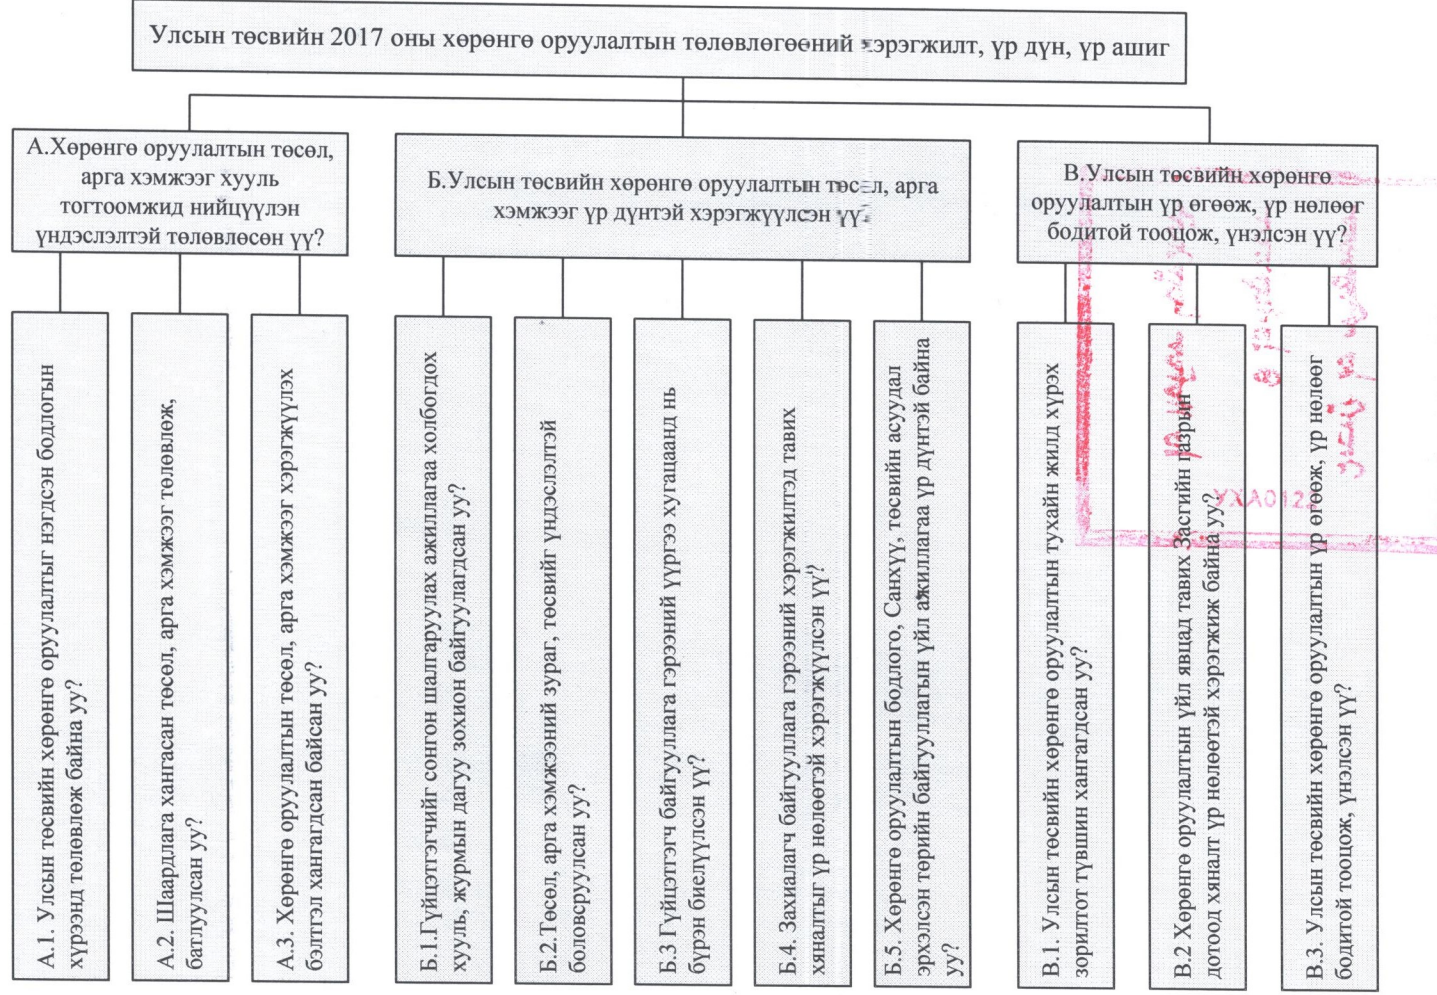 Улсын төсвийн 2017 оны хөрөнгө оруулалтын төлөвлөгөөний хэрэгжилт, үр дүн, үр ашиг
А.Хөрөнгө оруулалтын төсөл,
арга хэмжээг хууль
тогтоомжид нийцүүлэн
үндэслэлтэй төлөвлөсөн үү?
Б.Улсын төсвийн хөрөнгө оруулалтын төсөл, арга
хэмжээг үр дүнтэй хэрэгжүүлсэн үү?
В.Улсын төсвийн хөрөнгө
оруулалтын үр өгөөж, үр нөлөөг
бодитой тооцож, үнэлсэн үү?
А.1. Улсын төсвийн хөрөнгө оруулалтыг нэгдсэн бодлогын
хүрээнд төлөвлөж байна уу?
А.2. Шаардлага хангасан төсөл, арга хэмжээг төлөвлөж,
батлуулсан уу?
А.3. Хөрөнгө оруулалтын төсөл, арга хэмжээг хэрэгжүүлэх
бэлтгэл хангагдсан байсан уу?
Б.1.Гүйцэтгэгчийг сонгон шалгаруулах ажиллагаа холбогдох
хууль, журмын дагуу зохион байгуулагдсан уу?
Б.2.Төсөл, арга хэмжээний зураг, төсвийг үндэслэлтэй
боловсруулсан уу?
Б.3 Гүйцэтгэгч байгууллага гэрээний үүргээ хугацаанд нь
бүрэн биелүүлсэн үү?
Б.4. Захиалагч байгууллага гэрээний хэрэгжилтэд тавих
хяналтыг үр нөлөөтэй хэрэгжүүлсэн үү?
Б.5. Хөрөнгө оруулалтын бодлого, Санхүү, төсвийн асуудал
эрхэлсэн төрийн байгууллагын үйл ажиллагаа үр дүнтэй байна
уу?
В.1. Улсын төсвийн хөрөнгө оруулалтын тухайн жилд хүрэх
зорилтот түвшин хангагдсан уу?
В.2 Хөрөнгө оруулалтын үйл явцад тавих Засгийн газрын
дотоод хяналт үр нөлөөтэй хэрэгжиж байна уу?
В.3. Улсын төсвийн хөрөнгө оруулалтын үр өгөөж, үр нөлөөг
бодитой тооцож, үнэлсэн үү?
УХА0122